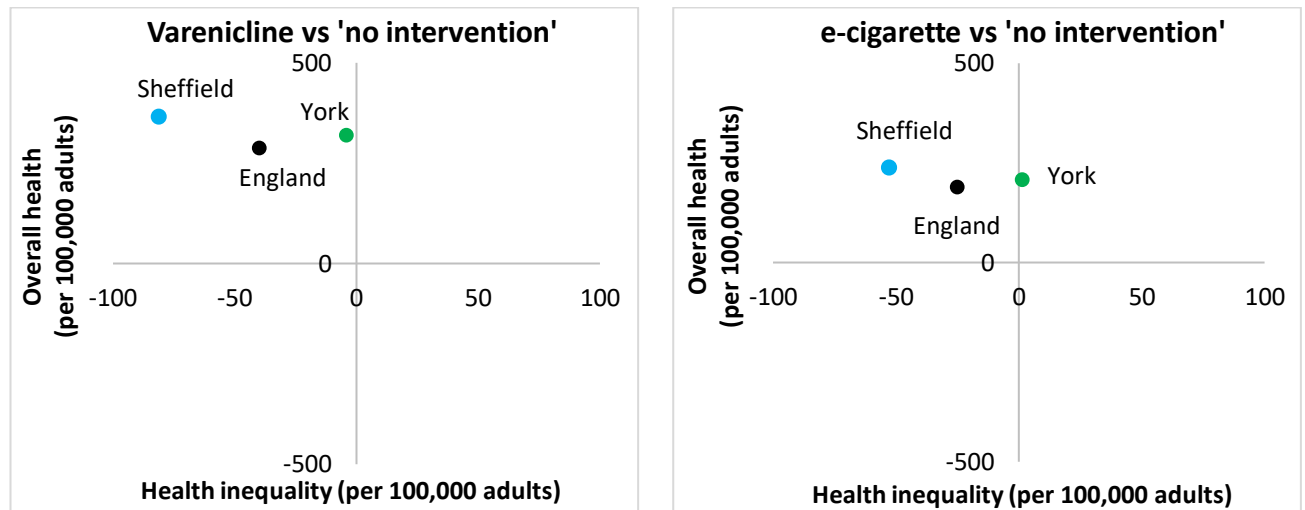 Varenicline vs 'no intervention'
500
Sheffield
York
England
Overall health
(per 100,000 adults)
0
-100
-50
0
50
100
-500
Health inequality (per 100,000 adults)
e-cigarette vs 'no intervention'
500
Sheffield
York
England
Overall health
(per 100,000 adults)
0
-100
-50
0
50
100
-500
Health inequality (per 100,000 adults)